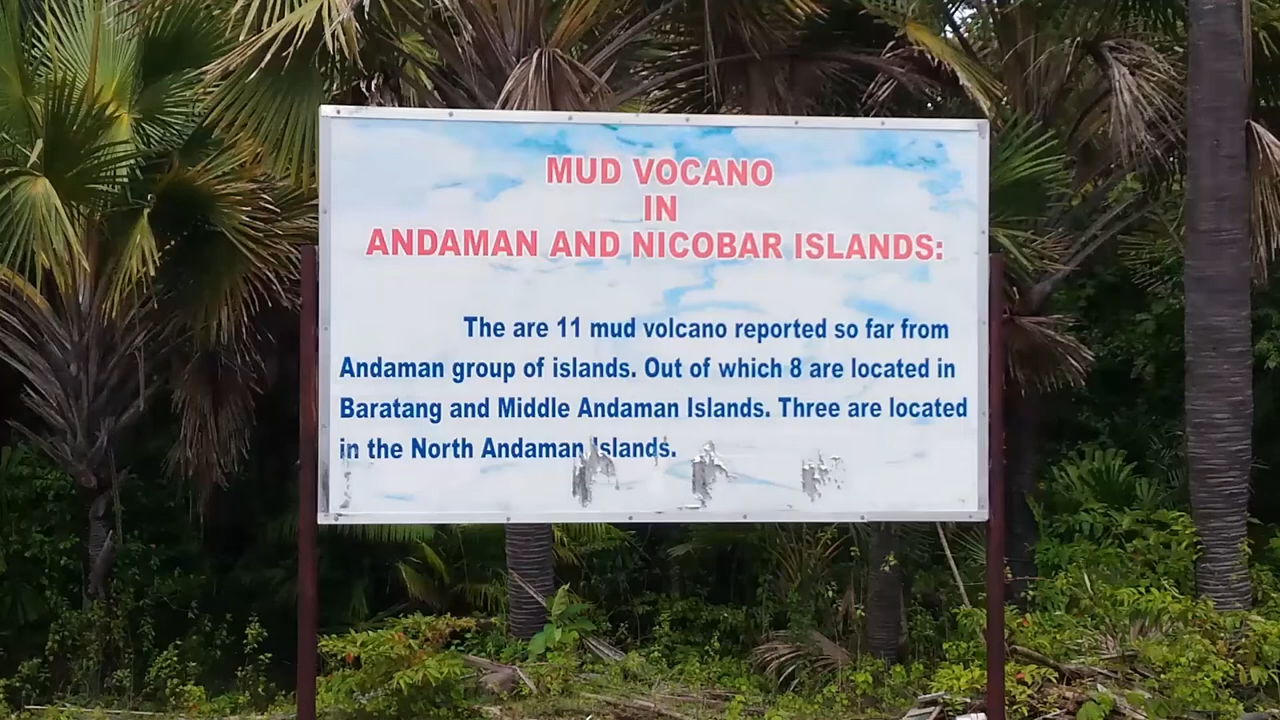 MUD VOCANO
IN
ANDAMAN AND NICOBAR ISLANDS:
The are 11 mud volcano reported so far from
Andaman group of islands. Out of which 8 are located in
Baratang and Middle Andaman Islands. Three are located
in the North Andaman Islands.